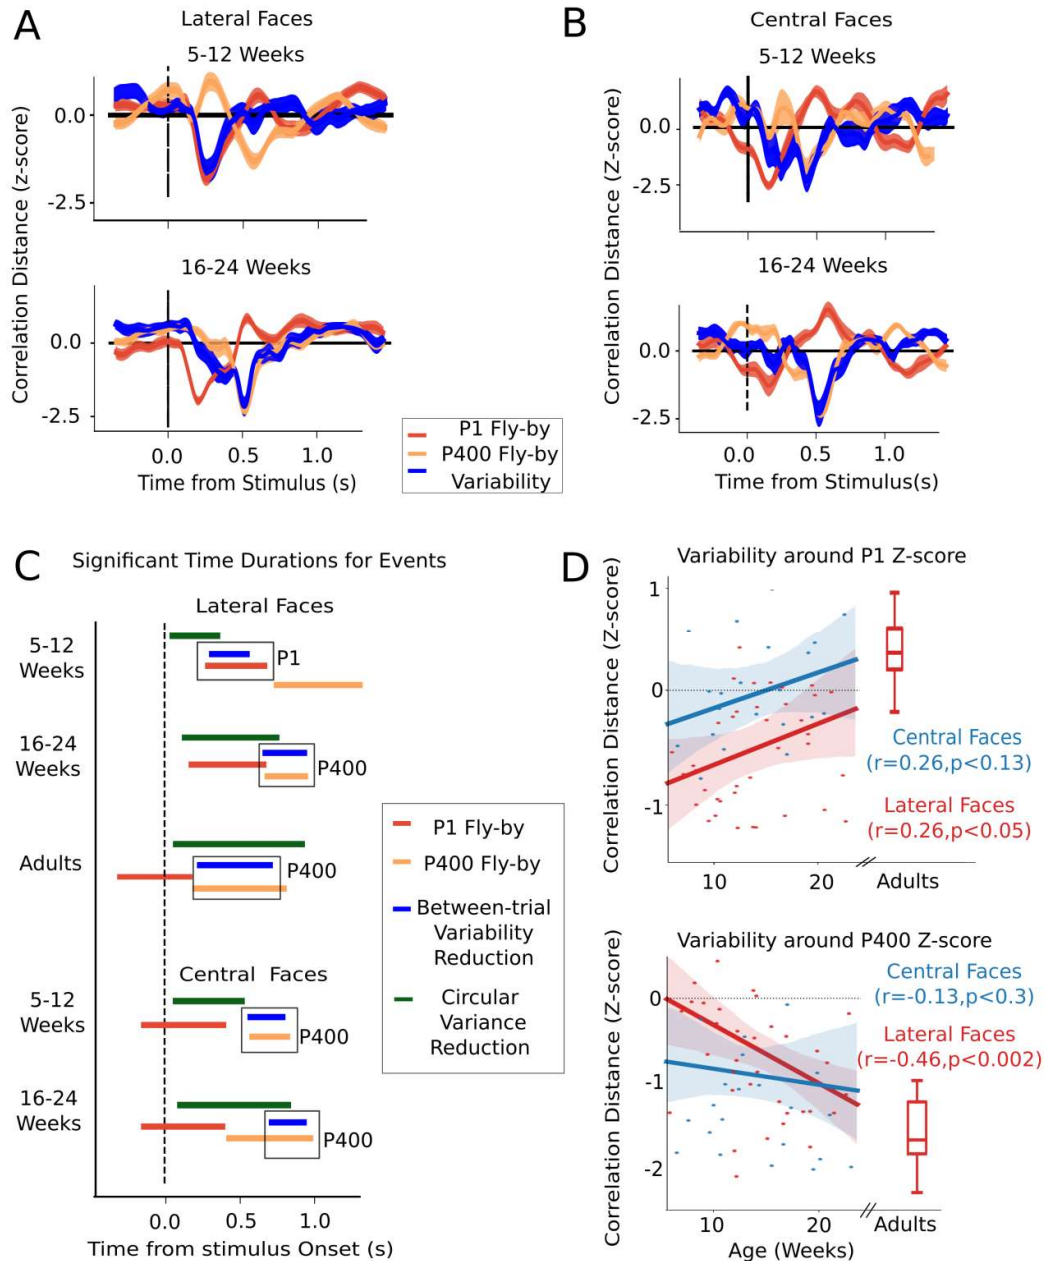 A
Lateral Faces
5-12 Weeks
Correlation Distance (z-score)
0.0
-2.5
16-24 Weeks
0.0
-2.5
0.0 0.5 1.0
Time from Stimulus (s)
P1 Fly-by
P400 Fly-by
Variability
B
Central Faces
5-12 Weeks
Correlation Distance (Z-score)
0.0
-2.5
16-24 Weeks
0.0
-2.5
0.0 0.5 1.0
Time from Stimulus(s)
C
Significant Time Durations for Events
Lateral Faces
5-12
Weeks
P1
16-24
Weeks
P400
Adults
P400
Central Faces
5-12
Weeks
P400
16-24
Weeks
P400
0.0 0.5 1.0
Time from stimulus Onset (s)
P1 Fly-by
P400 Fly-by
Between-trial
Variability
Reduction
Circular
Variance
Reduction
D
Variability around P1 Z-score
Correlation Distance (Z-score)
1
0
-1
Central Faces
(r=0.26,p<0.13)
Lateral Faces
(r=0.26,p<0.05)
10 20 Adults
Variability around P400 Z-score
Correlation Distance (Z-score)
0
-1
-2
Central Faces
(r=-0.13,p<0.3)
Lateral Faces
(r=-0.46,p<0.002)
10 20 Adults
Age (Weeks)